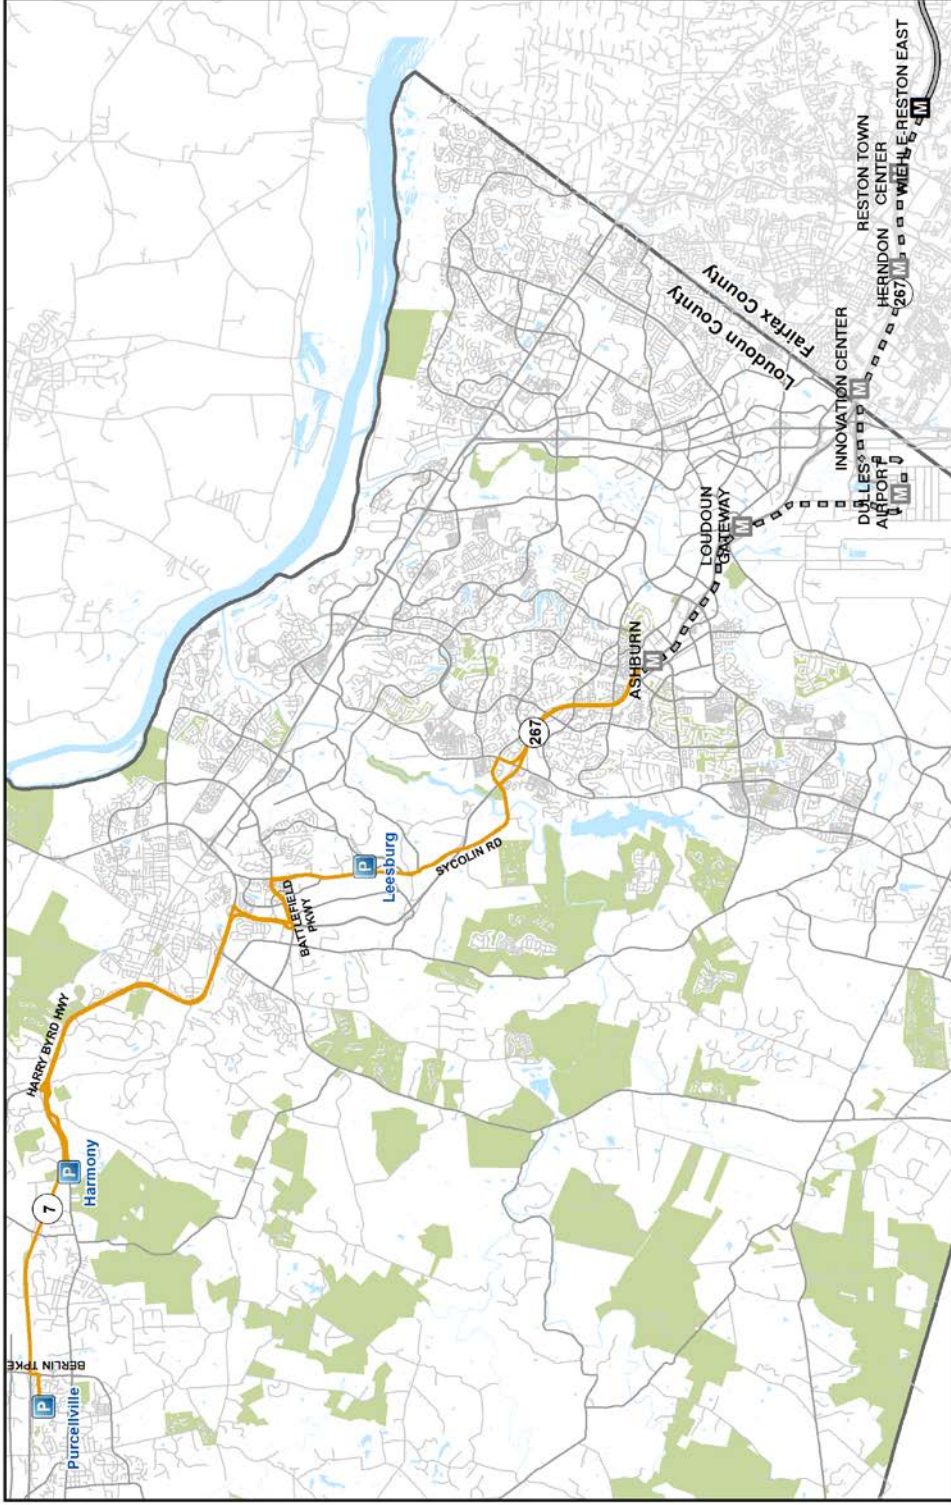 P
Purcellville
BERLIN TPKE
7
P
Harmony
HARRY BYRD HWY
BATTLEFIELD
PKWY
P
Leesburg
SYCOLIN RD
267
ASHBURN
M
LOUDOUN
GATEWAY
M
DULLES
AIRPORT
M
INNOVATION CENTER
M
Loudoun County
Fairfax County
HERNDON
267
M
RESTON TOWN
CENTER
M
WIEHLE-RESTON EAST
M